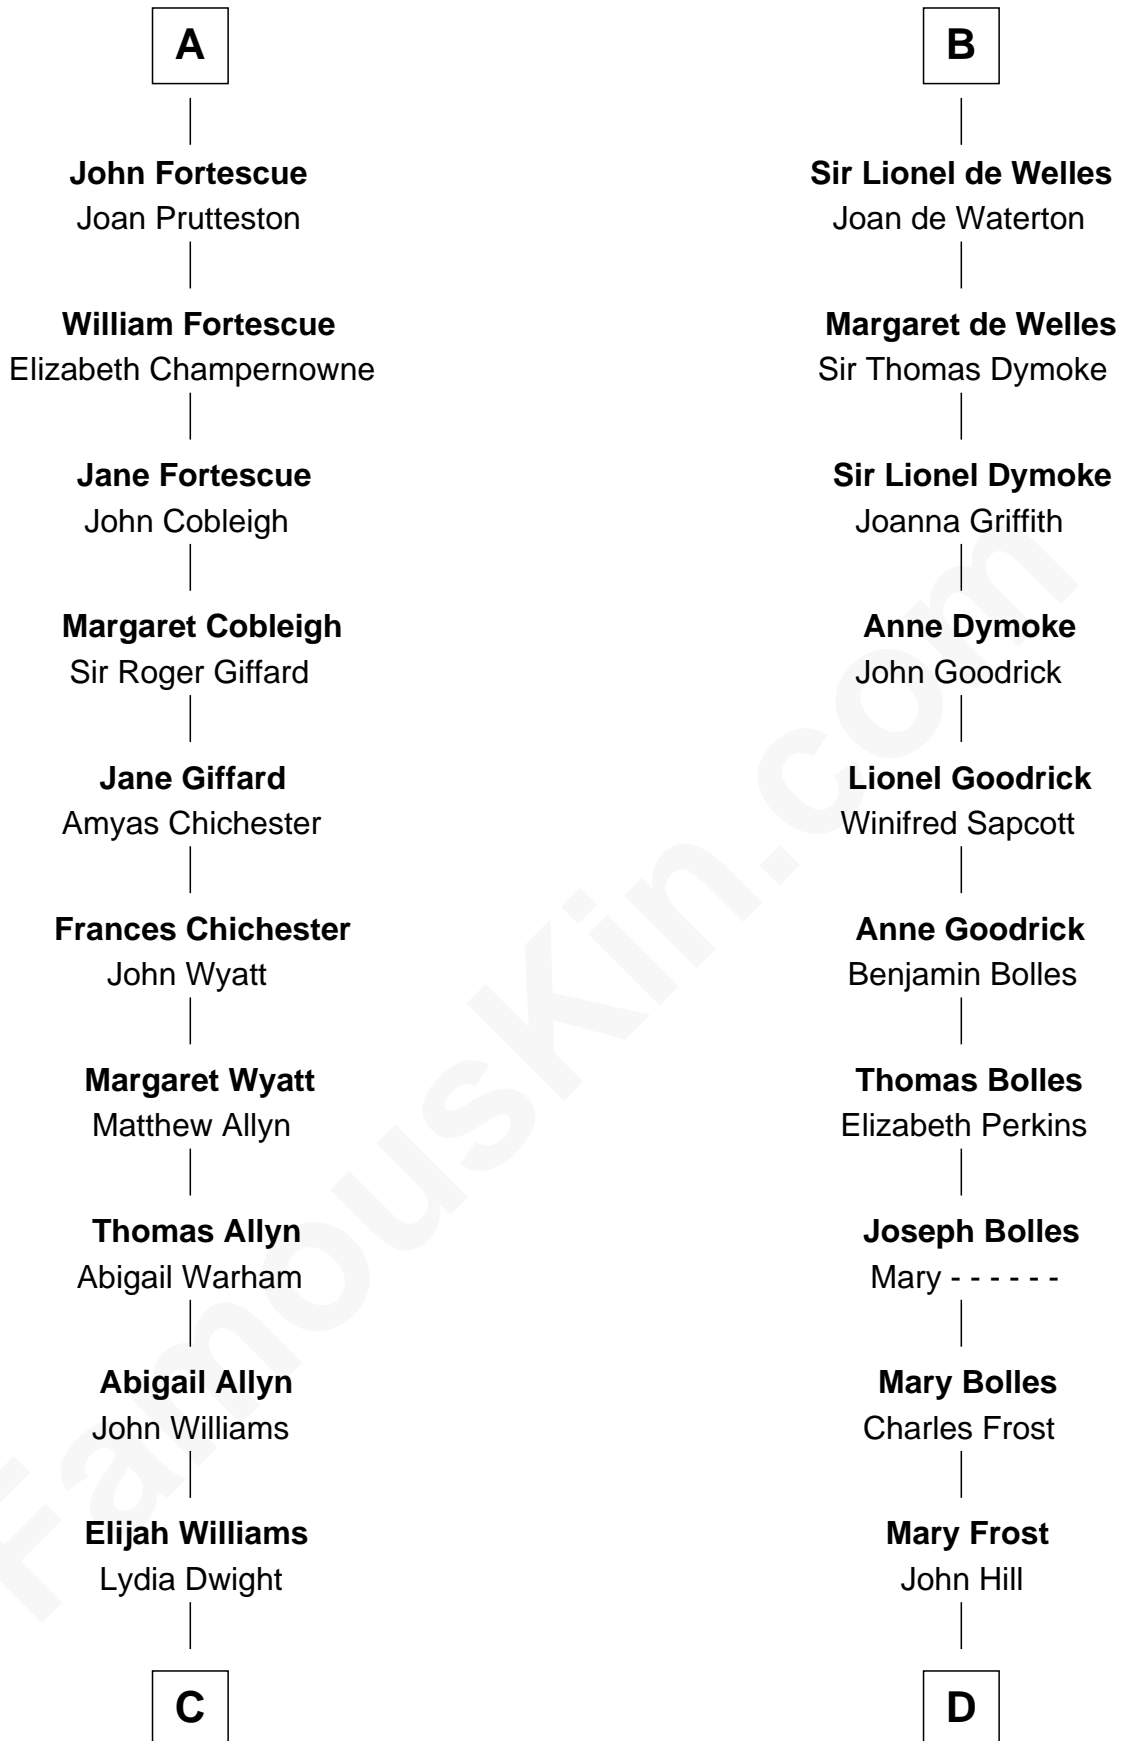 A
John Fortescue
Joan Prutteston
William Fortescue
Elizabeth Champernowne
Jane Fortescue
John Cobleigh
Margaret Cobleigh
Sir Roger Giffard
Jane Giffard
Amyas Chichester
Frances Chichester
John Wyatt
Margaret Wyatt
Matthew Allyn
Thomas Allyn
Abigail Warham
Abigail Allyn
John Williams
Elijah Williams
Lydia Dwight
C
B
Sir Lionel de Welles
Joan de Waterton
Margaret de Welles
Sir Thomas Dymoke
Sir Lionel Dymoke
Joanna Griffith
Anne Dymoke
John Goodrick
Lionel Goodrick
Winifred Sapcott
Anne Goodrick
Benjamin Bolles
Thomas Bolles
Elizabeth Perkins
Joseph Bolles
Mary - - - - - -
Mary Bolles
Charles Frost
Mary Frost
John Hill
D
FamousKin.com